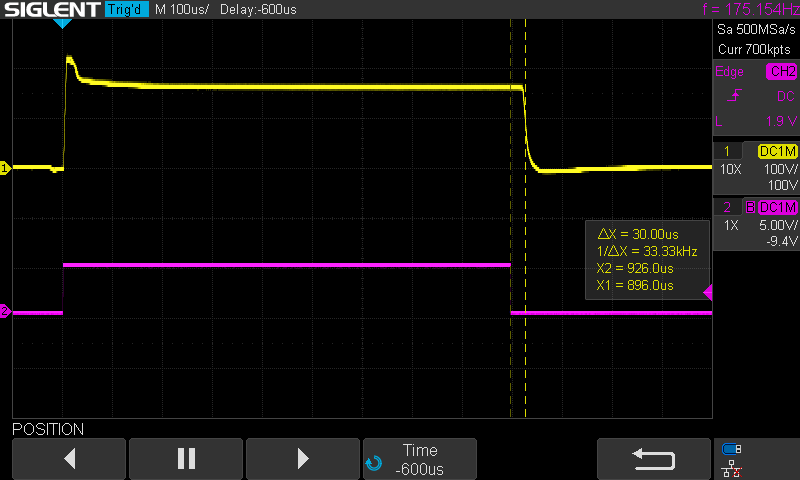 SIGLENT Trig'd M 100us/ Delay:-600us f = 175.154Hz
Sa 500MSa/s
Curr 700kpts
Edge CH2
DC
L 1.9 V
1 DC1M
10X 100V/
100V
2 B DC1M
1X 5.00V/
-9.4V
1
2
ΔX = 30.00us
1/ΔX = 33.33kHz
X2 = 926.0us
X1 = 896.0us
POSITION
Time
-600us